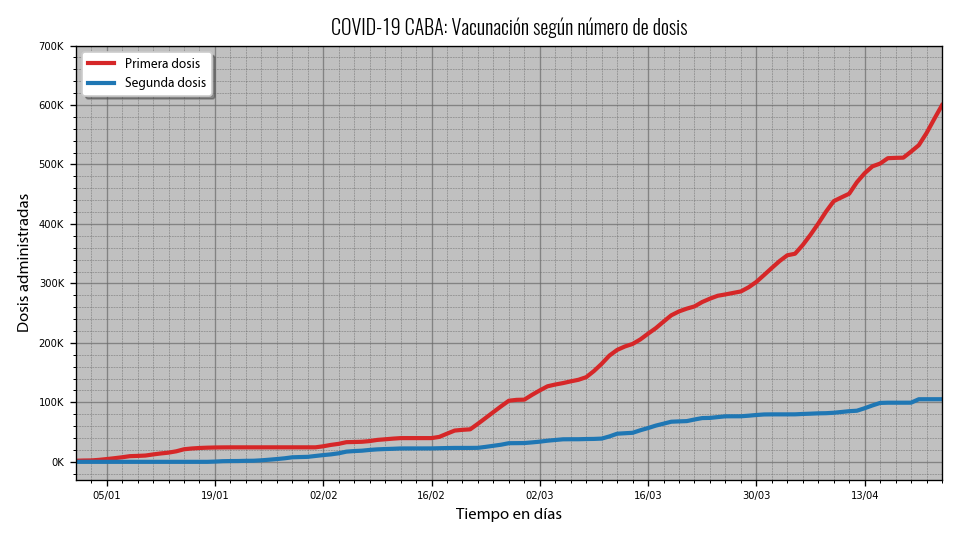 COVID-19 CABA: Vacunación según número de dosis
700K
Primera dosis
Segunda dosis
600K
500K
400K
300K
200K
100K
0K
Dosis administradas
05/01 19/01 02/02 16/02 02/03 16/03 30/03 13/04
Tiempo en días